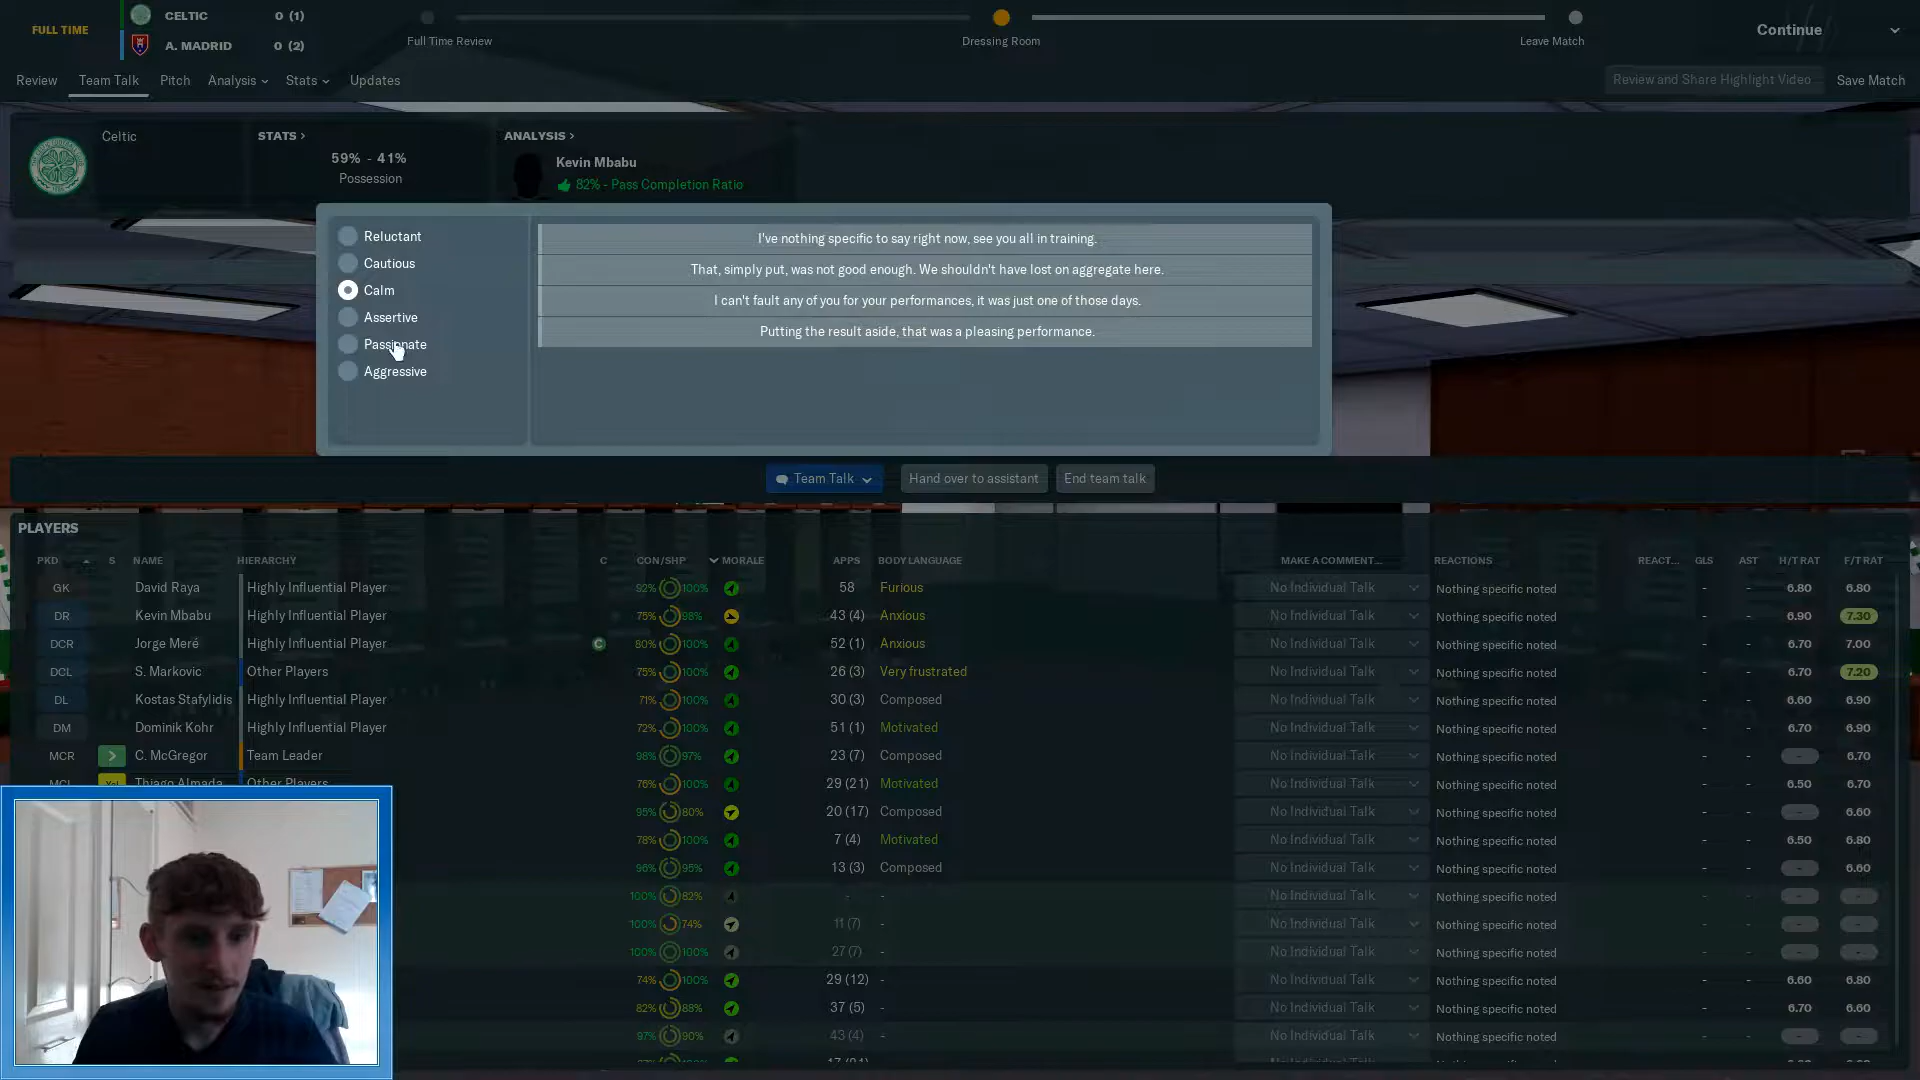 FULL TIME
CELTIC 0 (1)
A. MADRID 0 (2)
Full Time Review
Dressing Room
Leave Match
Continue
Review Team Talk Pitch Analysis Stats Updates
Review and Share Highlight Video Save Match
Celtic
STATS >
59% - 41%
Possession
ANALYSIS >
Kevin Mbabu
82% - Pass Completion Ratio
Reluctant
Cautious
Calm
Assertive
Passionate
Aggressive
I've nothing specific to say right now, see you all in training.
That, simply put, was not good enough. We shouldn't have lost on aggregate here.
I can't fault any of you for your performances, it was just one of those days.
Putting the result aside, that was a pleasing performance.
Team Talk Hand over to assistant End team talk
PLAYERS
PKD S NAME HIERARCHY C CON/SHP MORALE APPS BODY LANGUAGE MAKE A COMMENT... REACTIONS REACT... GLS AST H/T RAT F/T RAT
GK David Raya Highly Influential Player 92% 100% 58 Furious No Individual Talk Nothing specific noted - - 6.80 6.80
DR Kevin Mbabu Highly Influential Player 75% 98% 43 (4) Anxious No Individual Talk Nothing specific noted - - 6.90 7.30
DCR Jorge Meré Highly Influential Player C 80% 100% 52 (1) Anxious No Individual Talk Nothing specific noted - - 6.70 7.00
DCL S. Markovic Other Players 75% 100% 26 (3) Very frustrated No Individual Talk Nothing specific noted - - 6.70 7.20
DL Kostas Stafylidis Highly Influential Player 71% 100% 30 (3) Composed No Individual Talk Nothing specific noted - - 6.60 6.90
DM Dominik Kohr Highly Influential Player 72% 100% 51 (1) Motivated No Individual Talk Nothing specific noted - - 6.70 6.90
MCR C. McGregor Team Leader 98% 97% 23 (7) Composed No Individual Talk Nothing specific noted - - - 6.70
MCL Yel Thiago Almada Other Players 76% 100% 29 (21) Motivated No Individual Talk Nothing specific noted - - 6.50 6.70
95% 80% 20 (17) Composed No Individual Talk Nothing specific noted - - - 6.60
78% 100% 7 (4) Motivated No Individual Talk Nothing specific noted - - 6.50 6.80
96% 95% 13 (3) Composed No Individual Talk Nothing specific noted - - - 6.60
100% 82% - - No Individual Talk Nothing specific noted - - - -
100% 74% 11 (7) - No Individual Talk Nothing specific noted - - - -
100% 100% 27 (7) - No Individual Talk Nothing specific noted - - - -
74% 100% 29 (12) - No Individual Talk Nothing specific noted - - 6.60 6.80
82% 88% 37 (5) - No Individual Talk Nothing specific noted - - 6.70 6.60
97% 90% 43 (4) - No Individual Talk Nothing specific noted - - - -
No Individual Talk Nothing specific noted